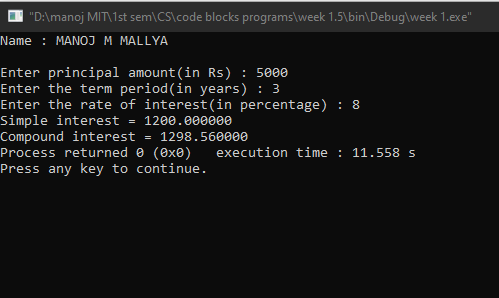 "D:\manoj MIT\1st sem\CS\code blocks programs\week 1.5\bin\Debug\week 1.exe"
Name : MANOJ M MALLYA
Enter principal amount(in Rs) : 5000
Enter the term period(in years) : 3
Enter the rate of interest(in percentage) : 8
Simple interest = 1200.000000
Compound interest = 1298.560000
Process returned 0 (0x0)   execution time : 11.558 s
Press any key to continue.